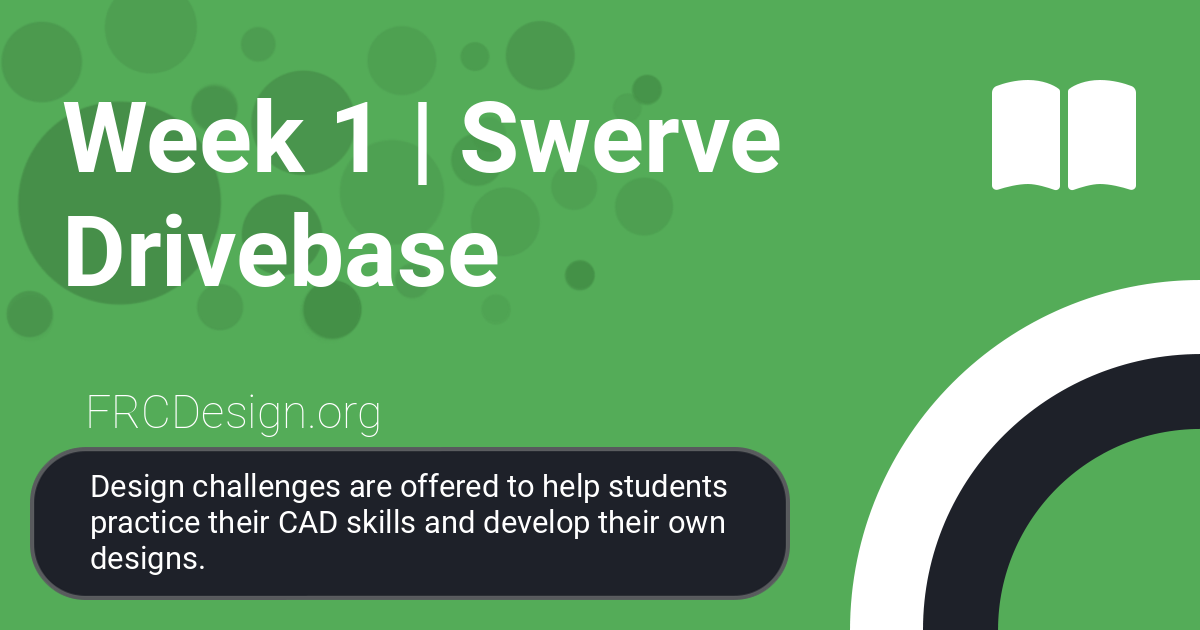 Week 1 | Swerve
Drivebase
FRCDesign.org
Design challenges are offered to help students
practice their CAD skills and develop their own
designs.